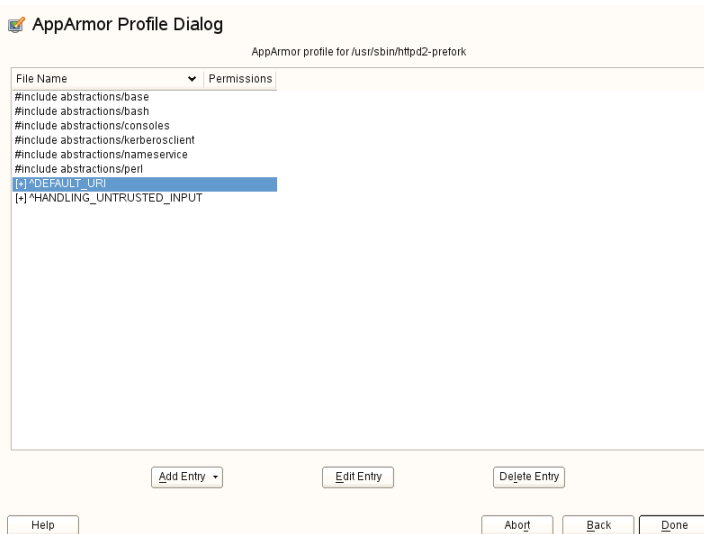 AppArmor Profile Dialog
AppArmor profile for /usr/sbin/httpd2-prefork
File Name Permissions
#include abstractions/base
#include abstractions/bash
#include abstractions/consoles
#include abstractions/kerberosclient
#include abstractions/nameservice
#include abstractions/perl
[+] ^DEFAULT_URI
[+] ^HANDLING_UNTRUSTED_INPUT
Add Entry Edit Entry Delete Entry
Help Abort Back Done